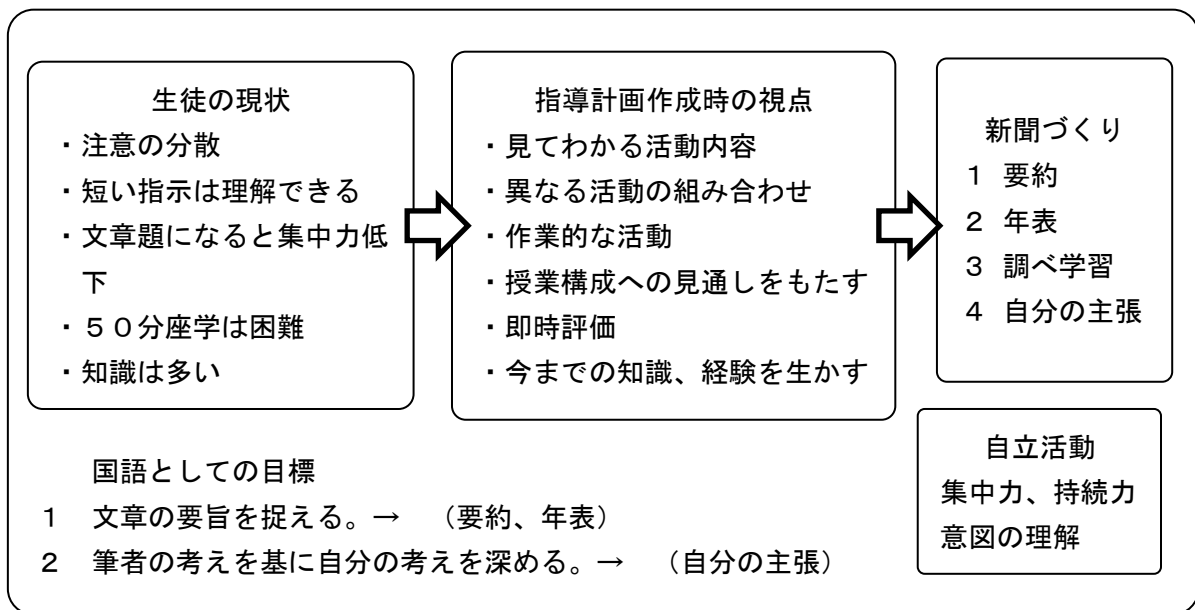 生徒の現状
・注意の分散
・短い指示は理解できる
・文章題になると集中力低
下
・５０分座学は困難
・知識は多い
指導計画作成時の視点
・見てわかる活動内容
・異なる活動の組み合わせ
・作業的な活動
・授業構成への見通しをもたす
・即時評価
・今までの知識、経験を生かす
新聞づくり
１ 要約
２ 年表
３ 調べ学習
４ 自分の主張
国語としての目標
１ 文章の要旨を捉える。→ （要約、年表）
２ 筆者の考えを基に自分の考えを深める。→ （自分の主張）
自立活動
集中力、持続力
意図の理解